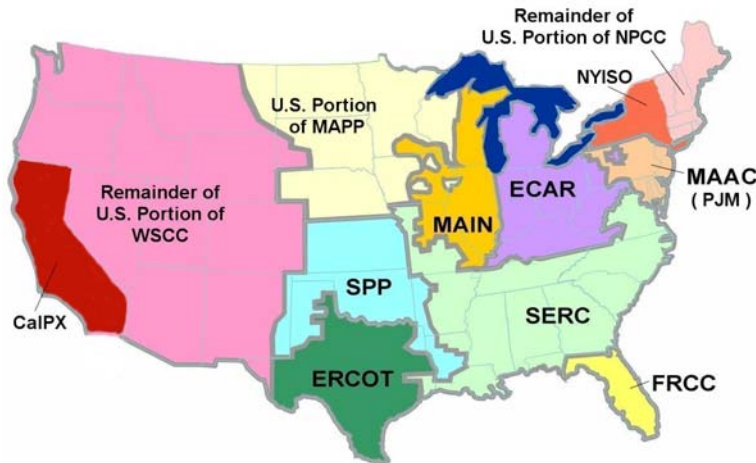 Remainder of
U.S. Portion of NPCC
NYISO
U.S. Portion
of MAPP
MAAC
( PJM )
ECAR
Remainder of
U.S. Portion of
WSCC
MAIN
SPP
SERC
CalPX
ERCOT
FRCC